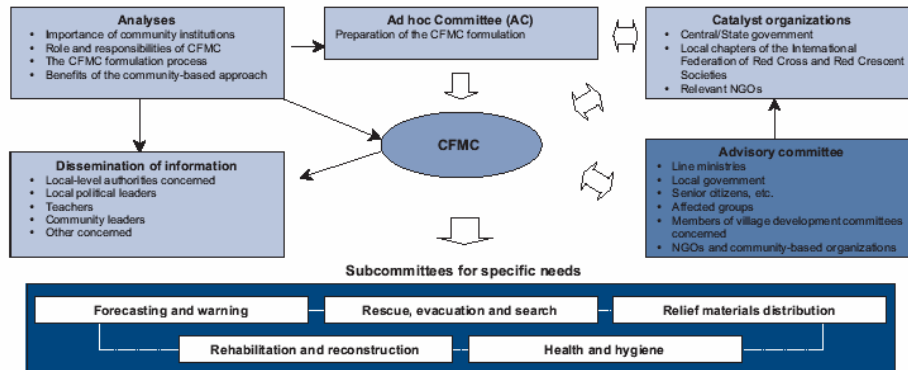 Analyses
• Importance of community institutions
• Role and responsibilities of CFMC
• The CFMC formulation process
• Benefits of the community-based approach
Ad hoc Committee (AC)
Preparation of the CFMC formulation
Catalyst organizations
• Central/State government
• Local chapters of the International
Federation of Red Cross and Red Crescent
Societies
• Relevant NGOs
CFMC
Dissemination of information
• Local-level authorities concerned
• Local political leaders
• Teachers
• Community leaders
• Other concerned
Advisory committee
• Line ministries
• Local government
• Senior citizens, etc.
• Affected groups
• Members of village development committees
concerned
• NGOs and community-based organizations
Subcommittees for specific needs
Forecasting and warning
Rescue, evacuation and search
Relief materials distribution
Rehabilitation and reconstruction
Health and hygiene